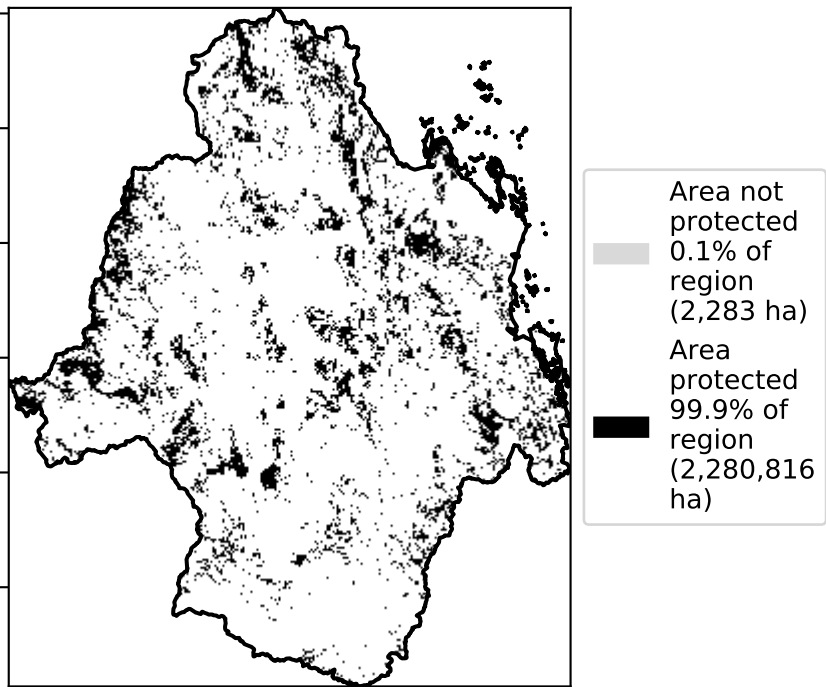 Area not
protected
0.1% of
region
(2,283 ha)
Area
protected
99.9% of
region
(2,280,816
ha)